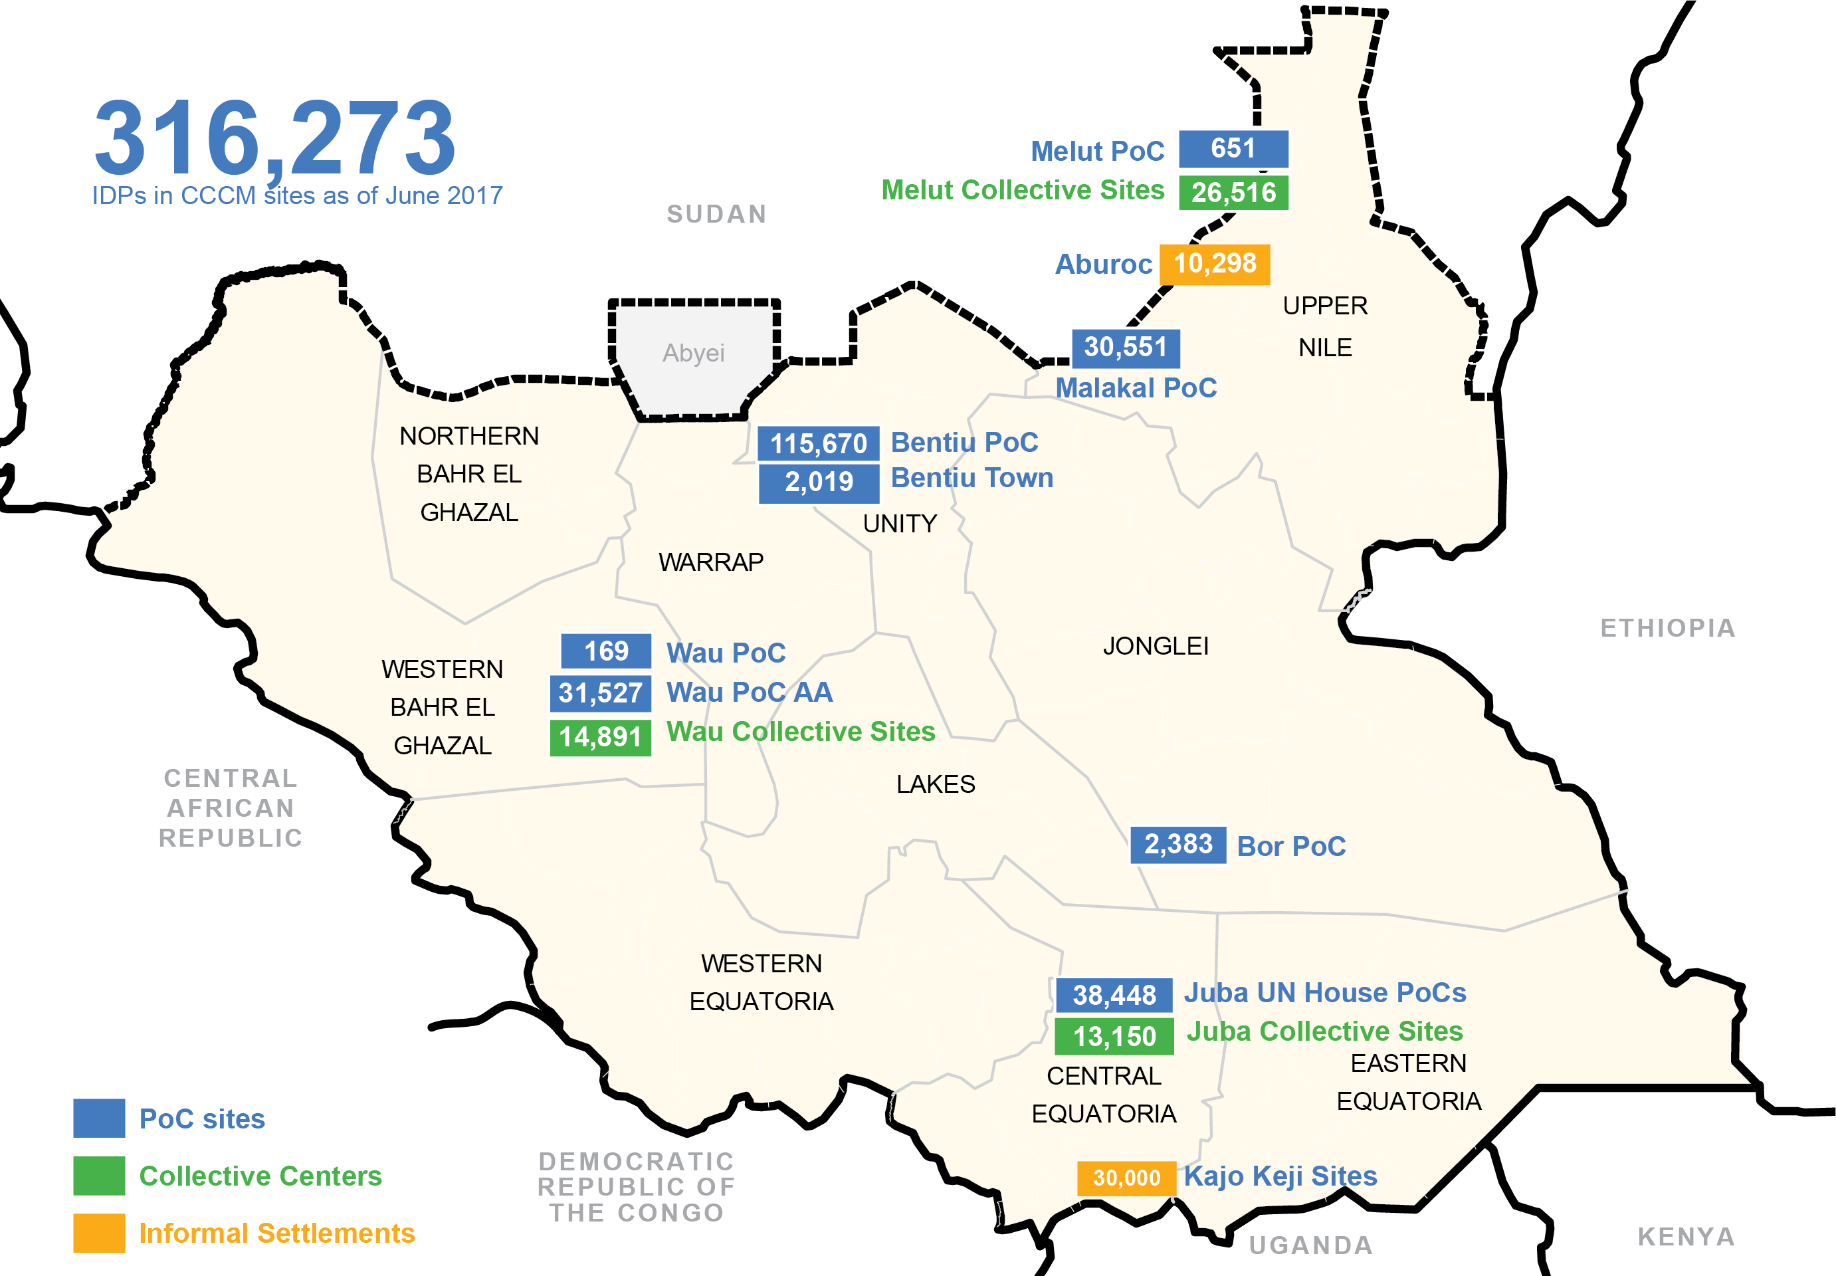 316,273
IDPs in CCCM sites as of June 2017
SUDAN
Melut PoC 651
Melut Collective Sites 26,516
Aburoc 10,298
UPPER
NILE
30,551
Malakal PoC
Abyei
NORTHERN
BAHR EL
GHAZAL
115,670 Bentiu PoC
2,019 Bentiu Town
UNITY
WARRAP
ETHIOPIA
JONGLEI
WESTERN
BAHR EL
GHAZAL
169 Wau PoC
31,527 Wau PoC AA
14,891 Wau Collective Sites
CENTRAL
AFRICAN
REPUBLIC
LAKES
2,383 Bor PoC
WESTERN
EQUATORIA
38,448 Juba UN House PoCs
13,150 Juba Collective Sites
CENTRAL
EQUATORIA
EASTERN
EQUATORIA
30,000 Kajo Keji Sites
PoC sites
Collective Centers
Informal Settlements
DEMOCRATIC
REPUBLIC OF
THE CONGO
UGANDA
KENYA